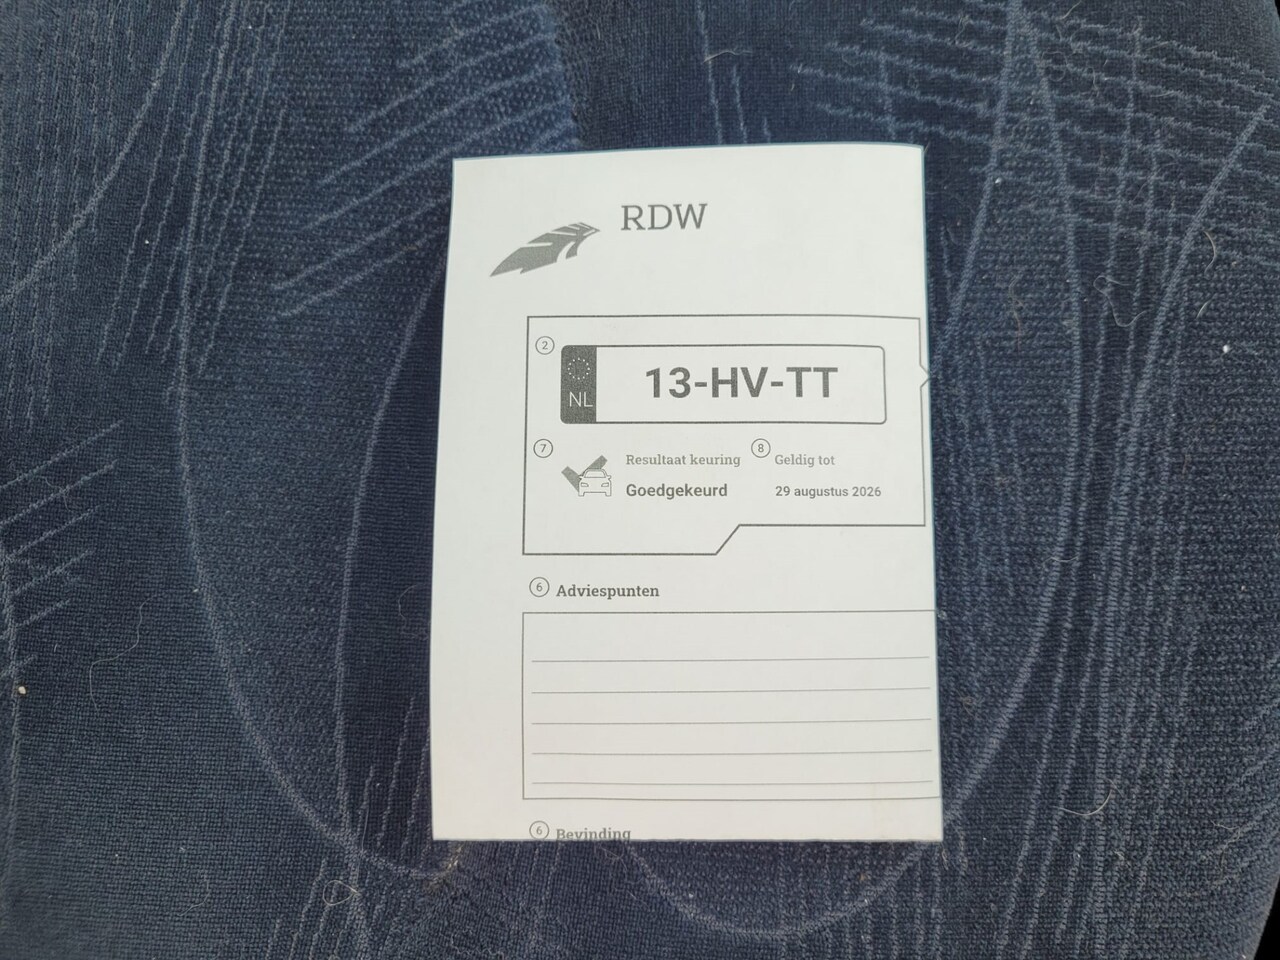 RDW
2
NL 13-HV-TT
7 Resultaat keuring 8 Geldig tot
Goedgekeurd 29 augustus 2026
6 Adviespunten
6 Bevinding